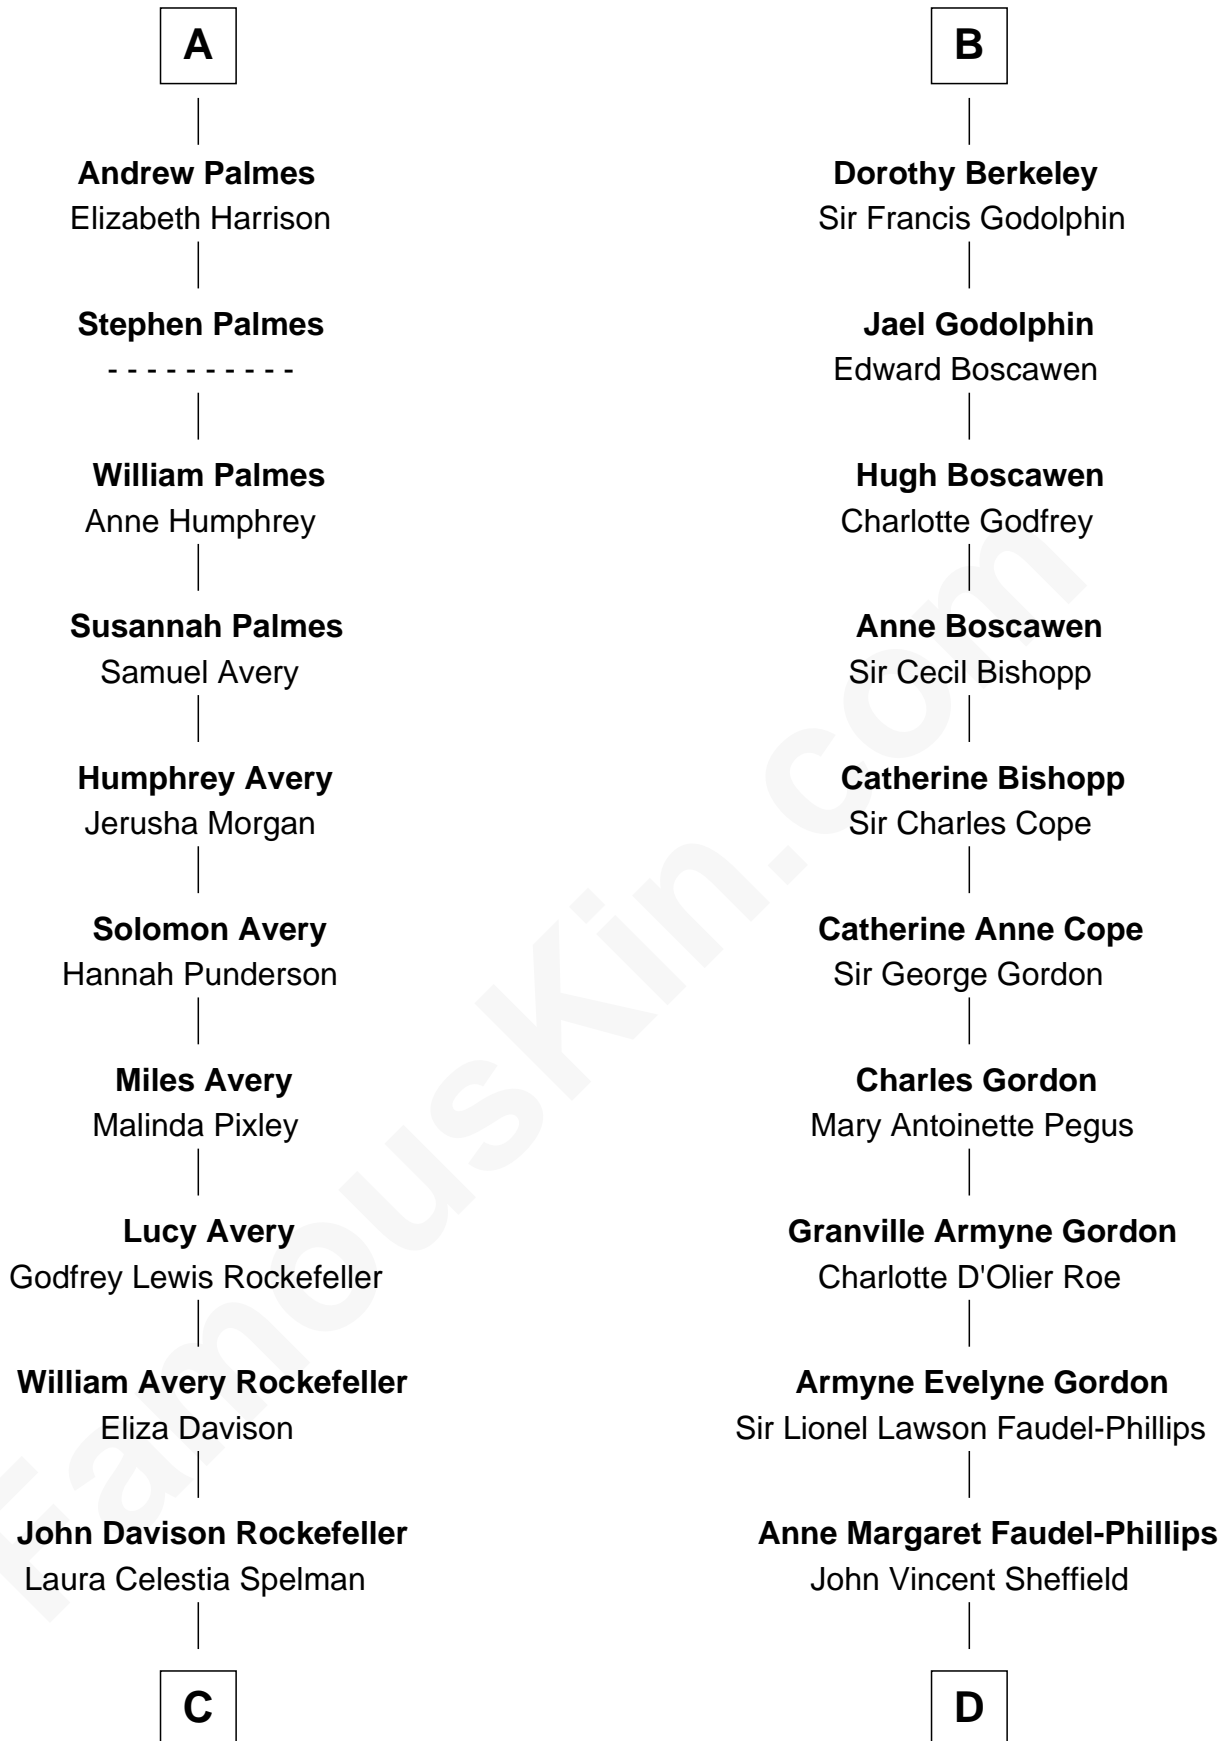 A
Andrew Palmes
Elizabeth Harrison
Stephen Palmes
- - - - - - - - - -
William Palmes
Anne Humphrey
Susannah Palmes
Samuel Avery
Humphrey Avery
Jerusha Morgan
Solomon Avery
Hannah Punderson
Miles Avery
Malinda Pixley
Lucy Avery
Godfrey Lewis Rockefeller
William Avery Rockefeller
Eliza Davison
John Davison Rockefeller
Laura Celestia Spelman
C
B
Dorothy Berkeley
Sir Francis Godolphin
Jael Godolphin
Edward Boscawen
Hugh Boscawen
Charlotte Godfrey
Anne Boscawen
Sir Cecil Bishopp
Catherine Bishopp
Sir Charles Cope
Catherine Anne Cope
Sir George Gordon
Charles Gordon
Mary Antoinette Pegus
Granville Armyne Gordon
Charlotte D'Olier Roe
Armyne Evelyne Gordon
Sir Lionel Lawson Faudel-Phillips
Anne Margaret Faudel-Phillips
John Vincent Sheffield
D
FamousKin.com